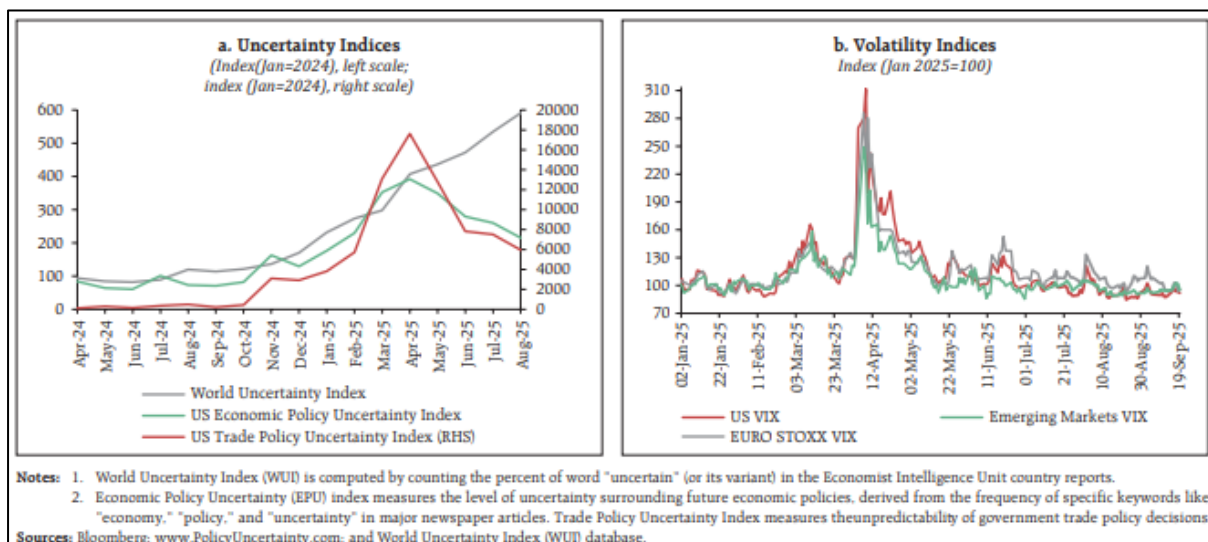 a. Uncertainty Indices
(Index(Jan=2024), left scale;
index (Jan=2024), right scale)
600
500
400
300
200
100
0
20000
18000
16000
14000
12000
10000
8000
6000
4000
2000
0
Apr-24
May-24
Jun-24
Jul-24
Aug-24
Sep-24
Oct-24
Nov-24
Dec-24
Jan-25
Feb-25
Mar-25
Apr-25
May-25
Jun-25
Jul-25
Aug-25
World Uncertainty Index
US Economic Policy Uncertainty Index
US Trade Policy Uncertainty Index (RHS)
b. Volatility Indices
Index (Jan 2025=100)
310
280
250
220
190
160
130
100
70
02-Jan-25
22-Jan-25
11-Feb-25
03-Mar-25
23-Mar-25
12-Apr-25
02-May-25
22-May-25
11-Jun-25
01-Jul-25
21-Jul-25
10-Aug-25
30-Aug-25
19-Sep-25
US VIX
Emerging Markets VIX
EURO STOXX VIX
Notes: 1. World Uncertainty Index (WUI) is computed by counting the percent of word "uncertain" (or its variant) in the Economist Intelligence Unit country reports.
2. Economic Policy Uncertainty (EPU) index measures the level of uncertainty surrounding future economic policies, derived from the frequency of specific keywords like
"economy," "policy," and "uncertainty" in major newspaper articles. Trade Policy Uncertainty Index measures theunpredictability of government trade policy decisions
Sources: Bloomberg; www.PolicyUncertainty.com; and World Uncertainty Index (WUI) database.